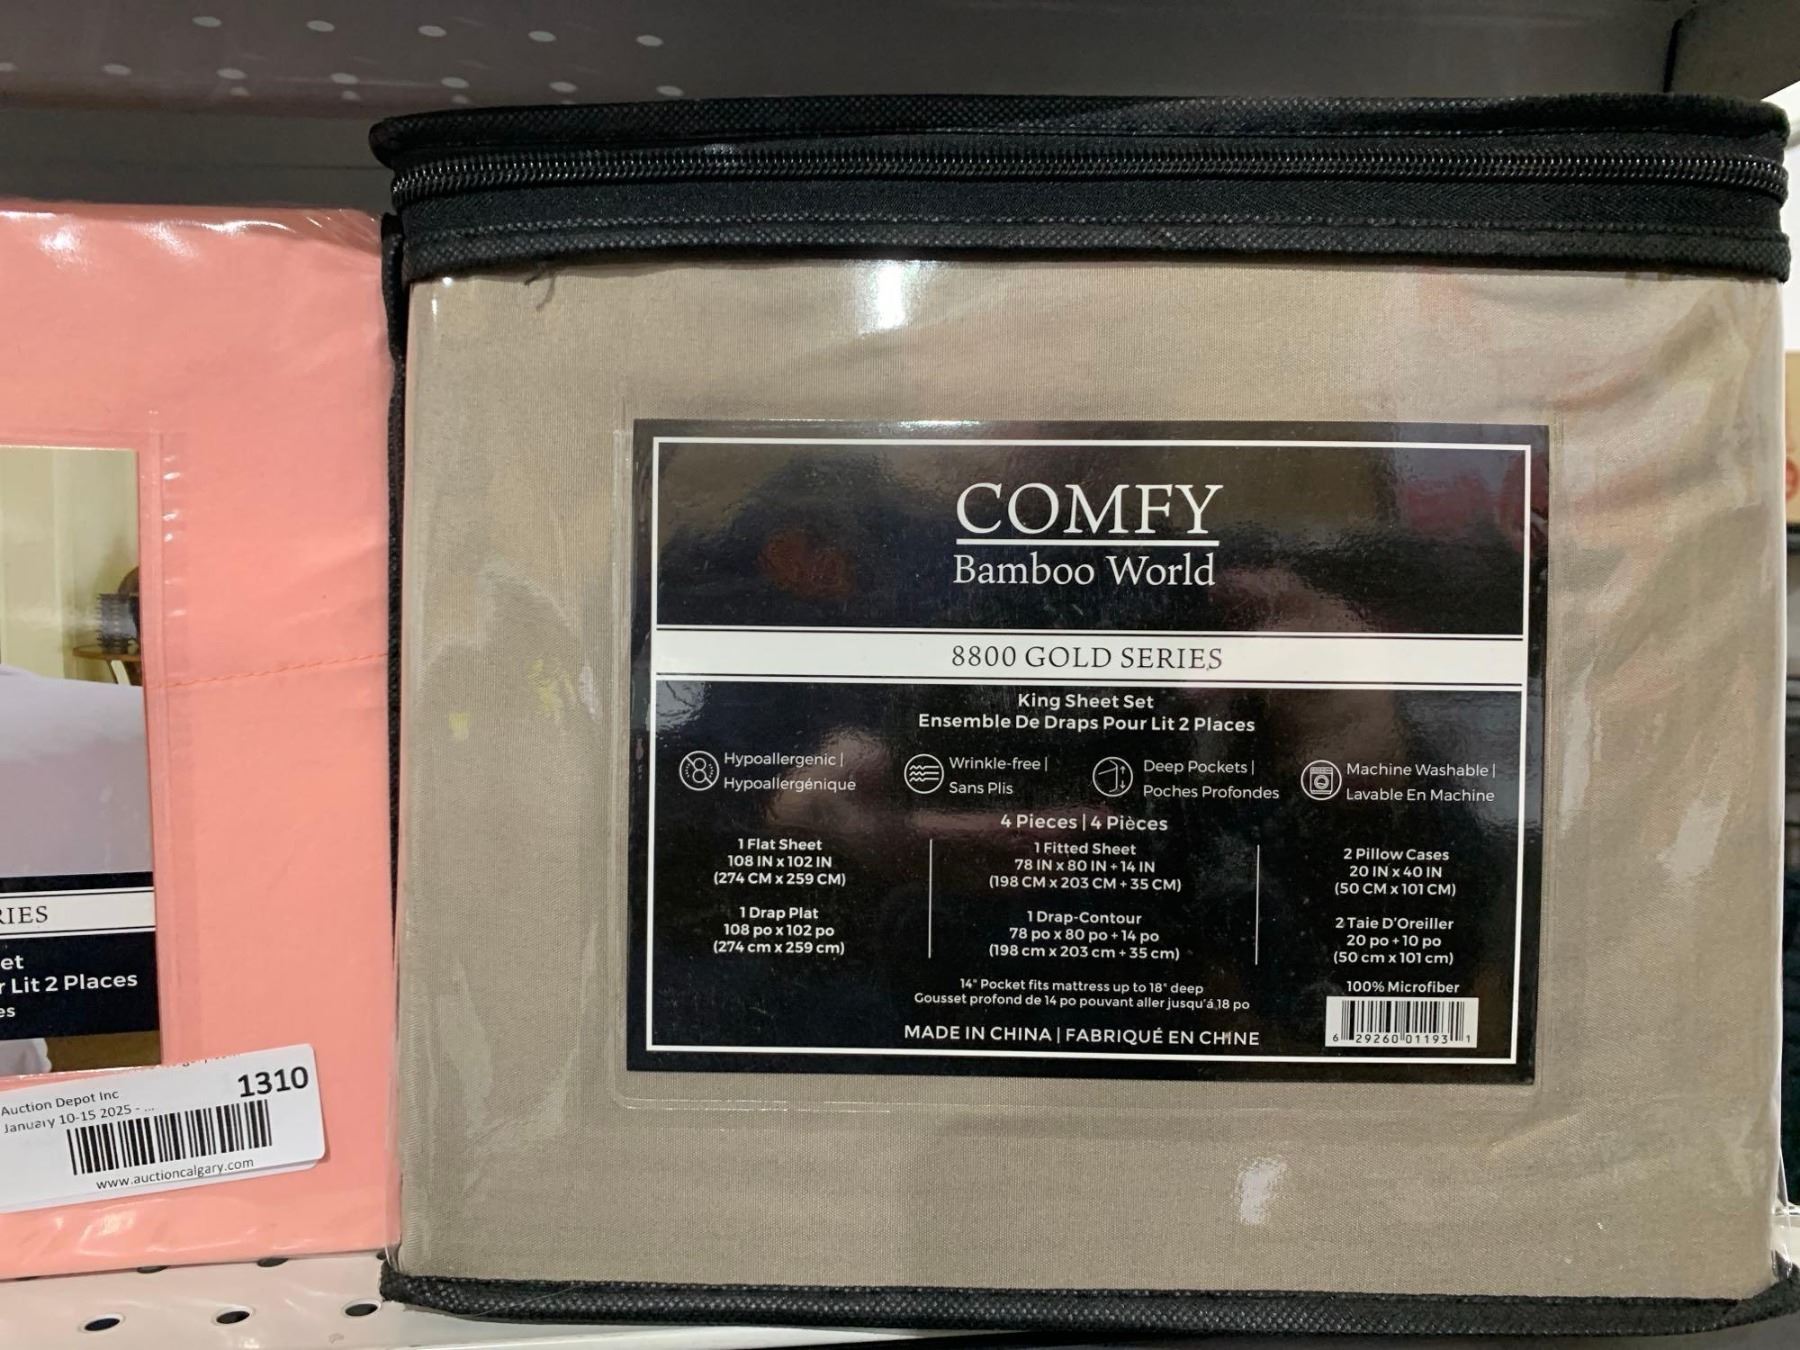 COMFY
Bamboo World
8800 GOLD SERIES
King Sheet Set
Ensemble De Draps Pour Lit 2 Places
Hypoallergenic |
Hypoallergénique
Wrinkle-free |
Sans Plis
Deep Pockets |
Poches Profondes
Machine Washable |
Lavable En Machine
4 Pieces | 4 Pièces
1 Flat Sheet
108 IN x 102 IN
(274 CM x 259 CM)
1 Drap Plat
108 po x 102 po
(274 cm x 259 cm)
1 Fitted Sheet
78 IN x 80 IN + 14 IN
(198 CM x 203 CM + 35 CM)
1 Drap-Contour
78 po x 80 po + 14 po
(198 cm x 203 cm + 35 cm)
2 Pillow Cases
20 IN x 40 IN
(50 CM x 101 CM)
2 Taie D'Oreiller
20 po + 10 po
(50 cm x 101 cm)
14" Pocket fits mattress up to 18" deep
Gousset profond de 14 po pouvant aller jusqu'á 18 po
100% Microfiber
MADE IN CHINA | FABRIQUÉ EN CHINE
6 29260 01193 1
RIES
et
r Lit 2 Places
es
1310
Auction Depot Inc
January 10-15 2025 - ...
www.auctioncalgary.com